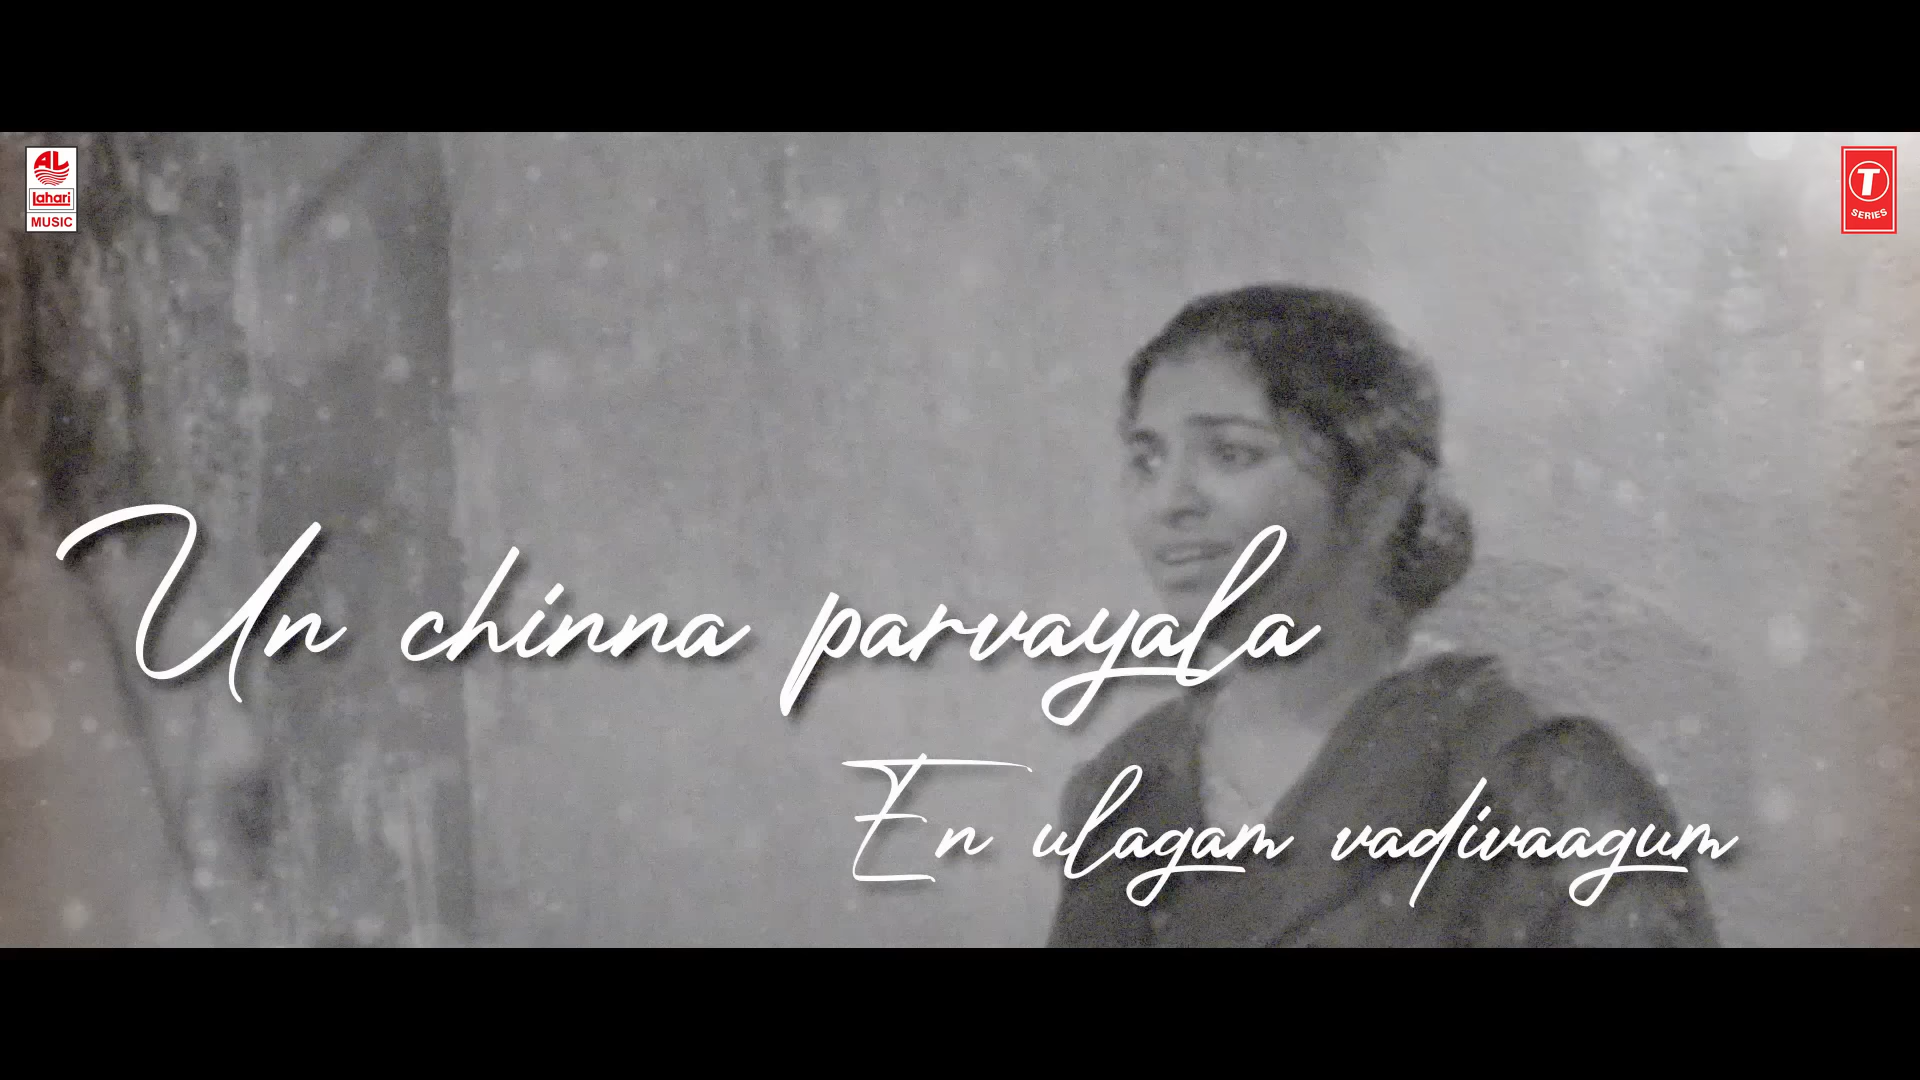 AL
Lahari
MUSIC
T
SERIES
Un chinna parvayala
En ulagam vadivaagum